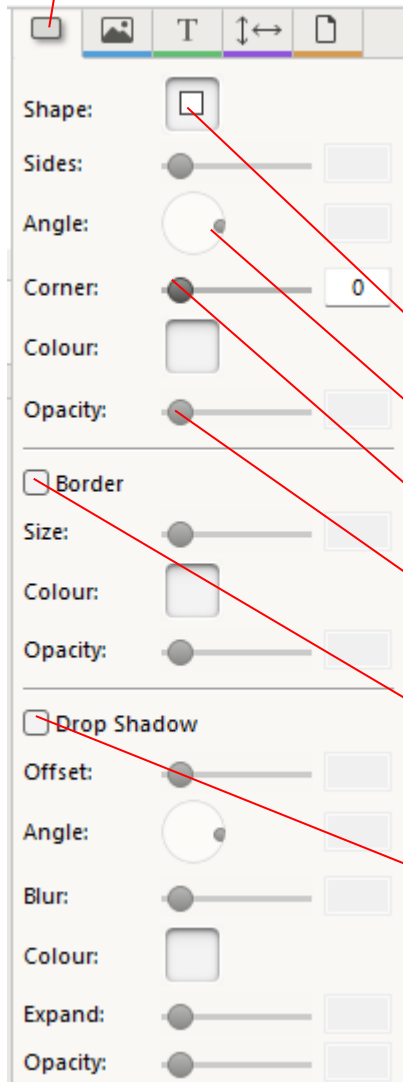 T
Shape:
Sides:
Angle:
Corner: 0
Colour:
Opacity:
Border
Size:
Colour:
Opacity:
Drop Shadow
Offset:
Angle:
Blur:
Colour:
Expand:
Opacity: